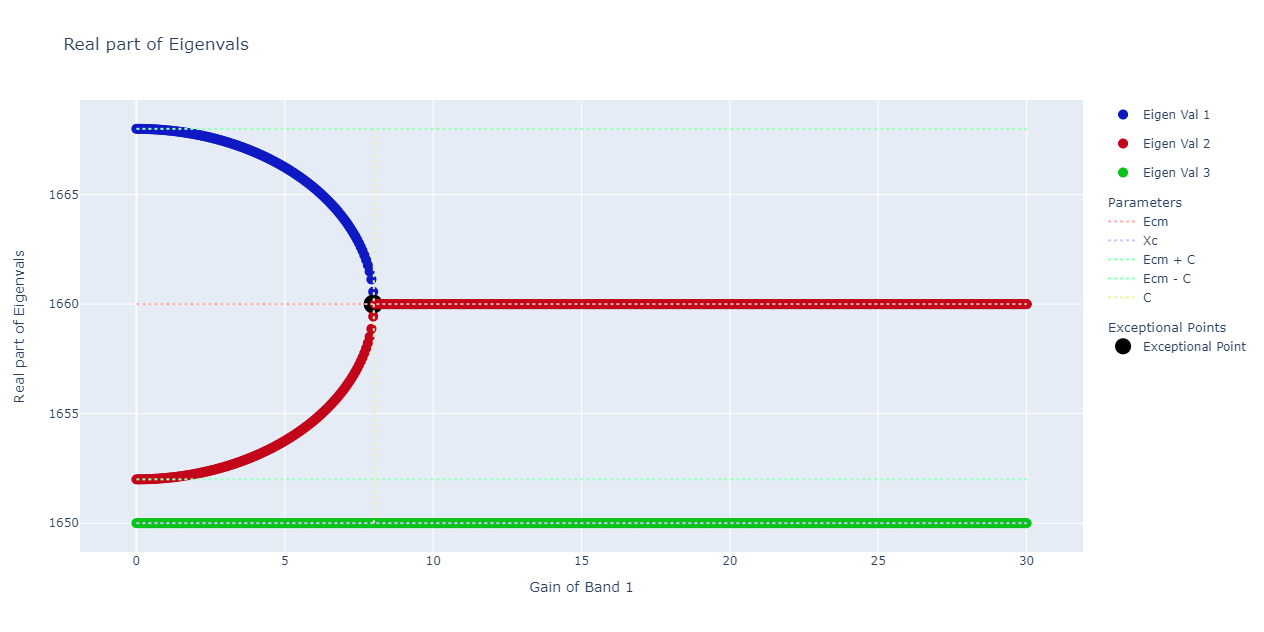 Real part of Eigenvals
Real part of Eigenvals
1665
1660
1655
1650
0
5
10
15
20
25
30
Gain of Band 1
Eigen Val 1
Eigen Val 2
Eigen Val 3
Parameters
Ecm
Xc
Ecm + C
Ecm - C
C
Exceptional Points
Exceptional Point